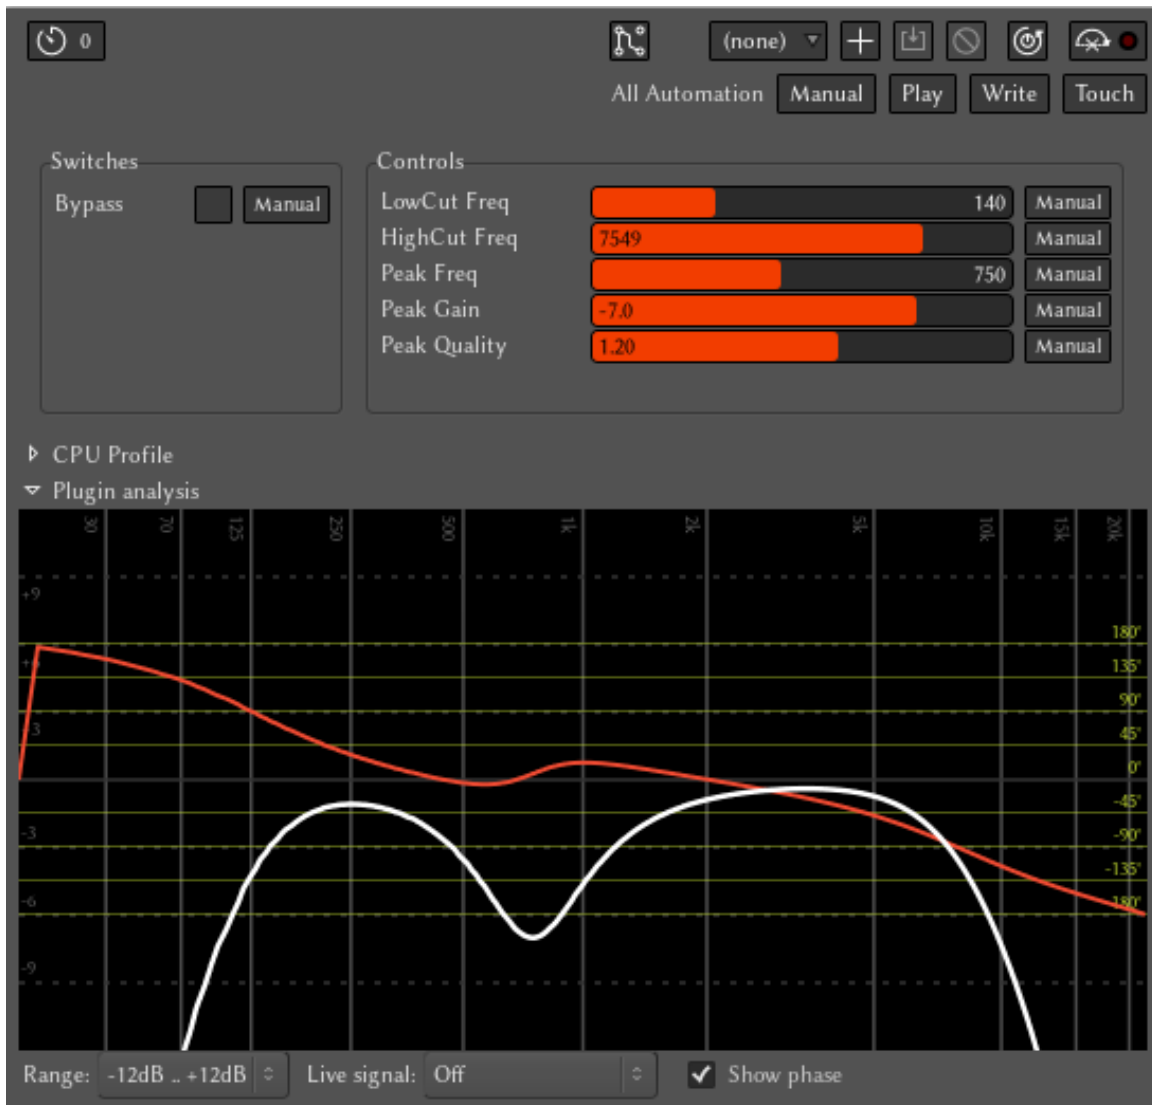 0 (none)
All Automation Manual Play Write Touch
Switches
Bypass Manual
Controls
LowCut Freq 140 Manual
HighCut Freq 7549 Manual
Peak Freq 750 Manual
Peak Gain -7.0 Manual
Peak Quality 1.20 Manual
CPU Profile
Plugin analysis
30 70 125 250 500 1k 2k 5k 10k 15k 20k
+9
180°
135°
90°
45°
0°
-45°
-3
-90°
-135°
-6
-180°
-9
Range: -12dB .. +12dB Live signal: Off Show phase